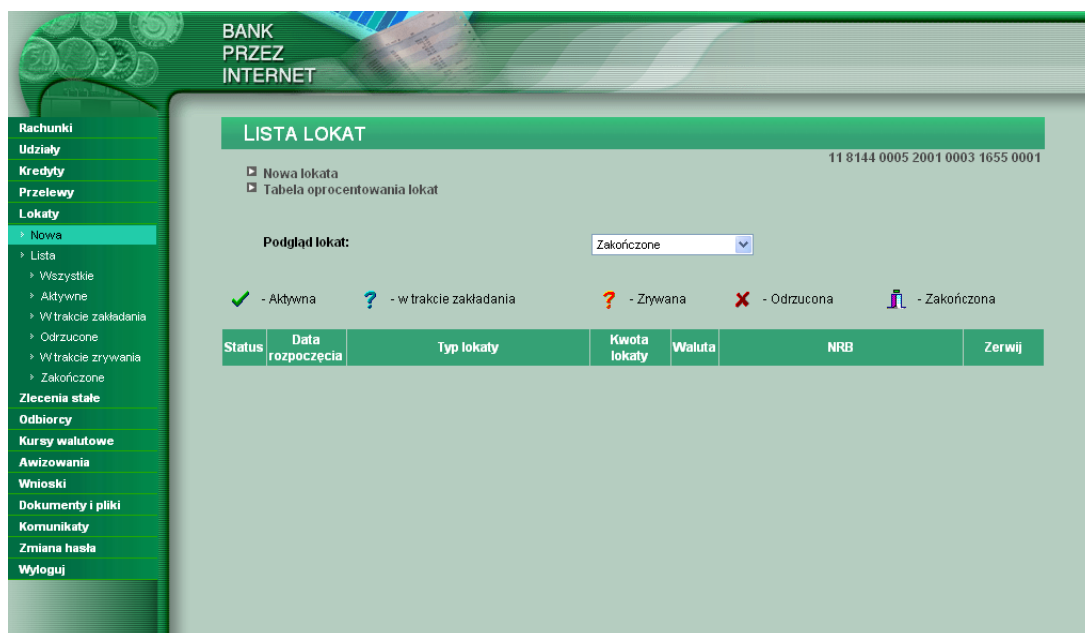 BANK
PRZEZ
INTERNET
Rachunki
Udziały
Kredyty
Przelewy
Lokaty
Nowa
Lista
Wszystkie
Aktywne
W trakcie zakładania
Odrzucone
W trakcie zrywania
Zakończone
Zlecenia stałe
Odbiorcy
Kursy walutowe
Awizowania
Wnioski
Dokumenty i pliki
Komunikaty
Zmiana hasła
Wyloguj
LISTA LOKAT
11 8144 0005 2001 0003 1655 0001
Nowa lokata
Tabela oprocentowania lokat
Podgląd lokat: Zakończone
- Aktywna ? - w trakcie zakładania ? - Zrywana - Odrzucona - Zakończona
Status Data rozpoczęcia Typ lokaty Kwota lokaty Waluta NRB Zerwij